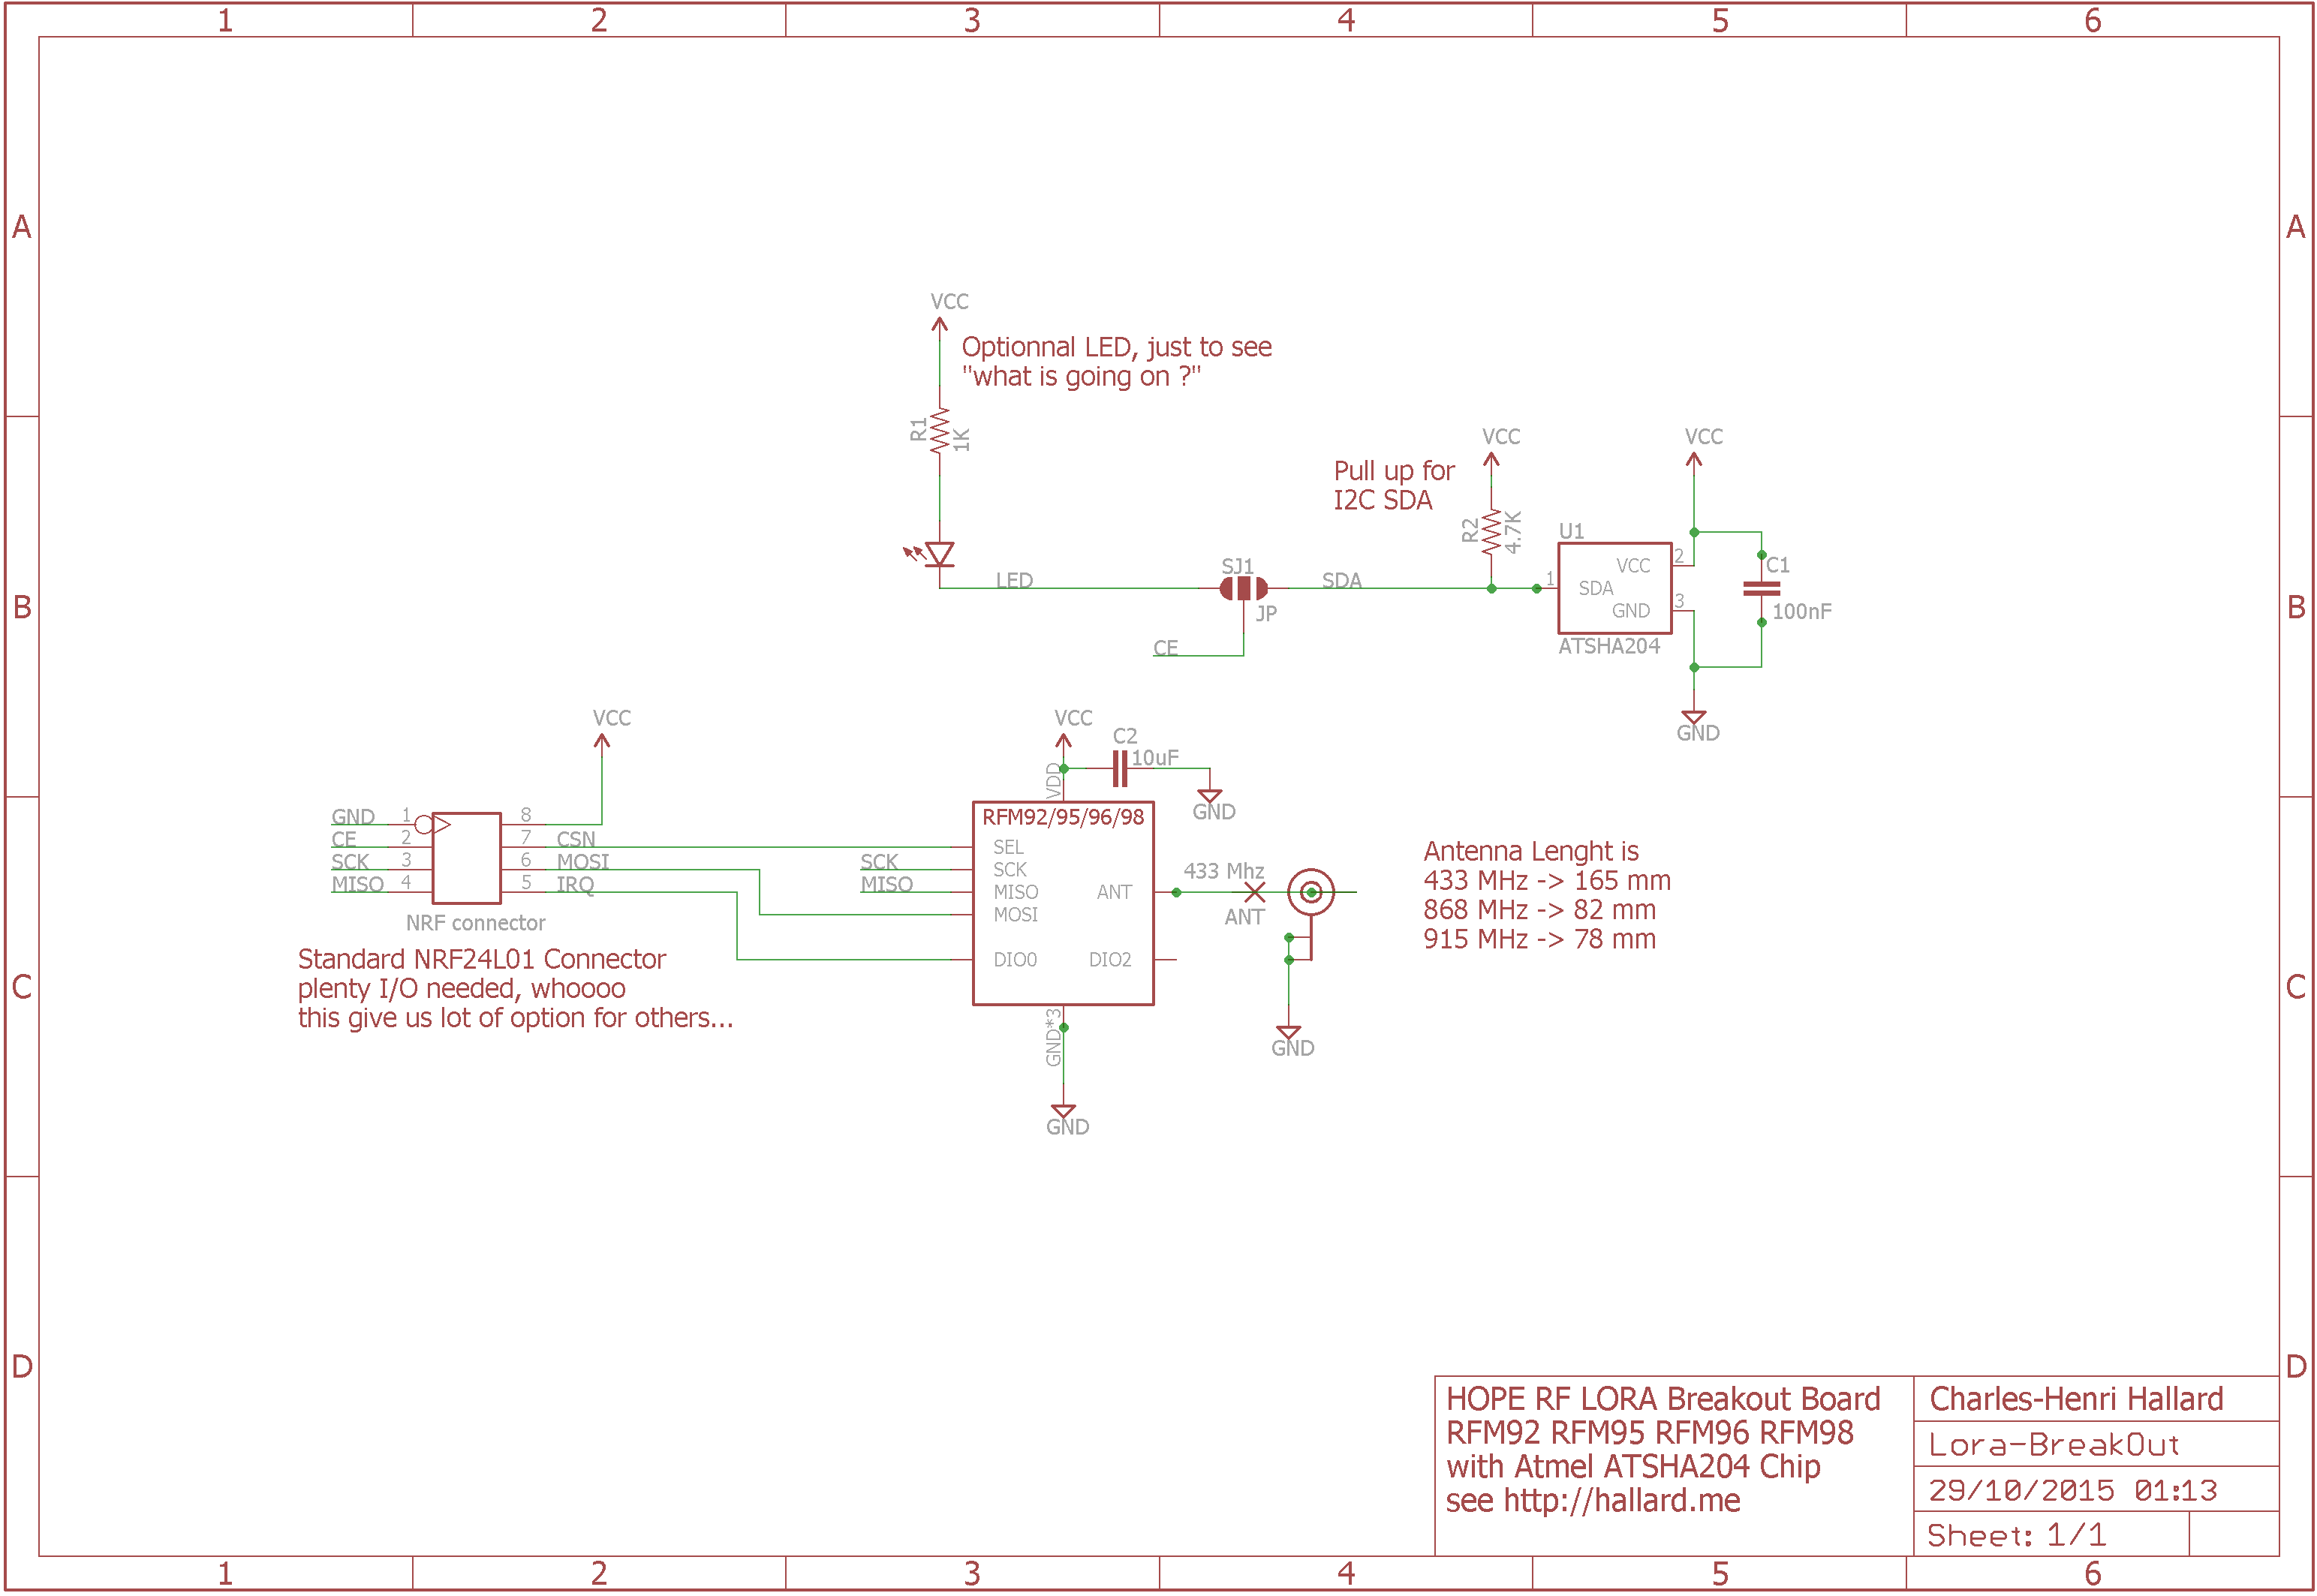 1 2 3 4 5 6
A A
VCC
Optionnal LED, just to see
"what is going on ?"
R1
1K
VCC
VCC
Pull up for
I2C SDA
R2
4.7K
U1
VCC 2
SJ1
C1
LED
SDA
1
SDA
GND 3
100nF
JP
B B
CE
ATSHA204
GND
VCC
VCC
C2
10uF
VDD
GND
GND 1
CE 2
SCK 3
MISO 4
8
7 CSN
6 MOSI
5 IRQ
NRF connector
Standard NRF24L01 Connector
plenty I/O needed, whoooo
this give us lot of option for others...
SCK
MISO
RFM92/95/96/98
SEL
SCK
MISO
MOSI
DIO0
ANT
DIO2
GND*3
GND
433 Mhz
ANT
GND
Antenna Lenght is
433 MHz -> 165 mm
868 MHz -> 82 mm
915 MHz -> 78 mm
C C
D D
HOPE RF LORA Breakout Board
RFM92 RFM95 RFM96 RFM98
with Atmel ATSHA204 Chip
see http://hallard.me
Charles-Henri Hallard
Lora-BreakOut
29/10/2015 01:13
Sheet: 1/1
1 2 3 4 5 6